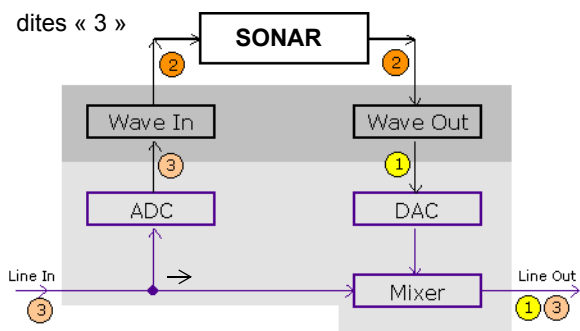 dites « 3 »
SONAR
2
2
Wave In
Wave Out
3
1
ADC
DAC
Line In
Line Out
3
Mixer
1 3